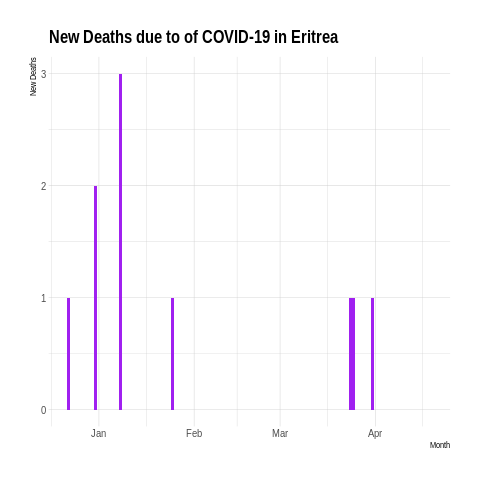 New Deaths due to of COVID-19 in Eritrea
New Deaths
3
2
1
0
Jan Feb Mar Apr
Month